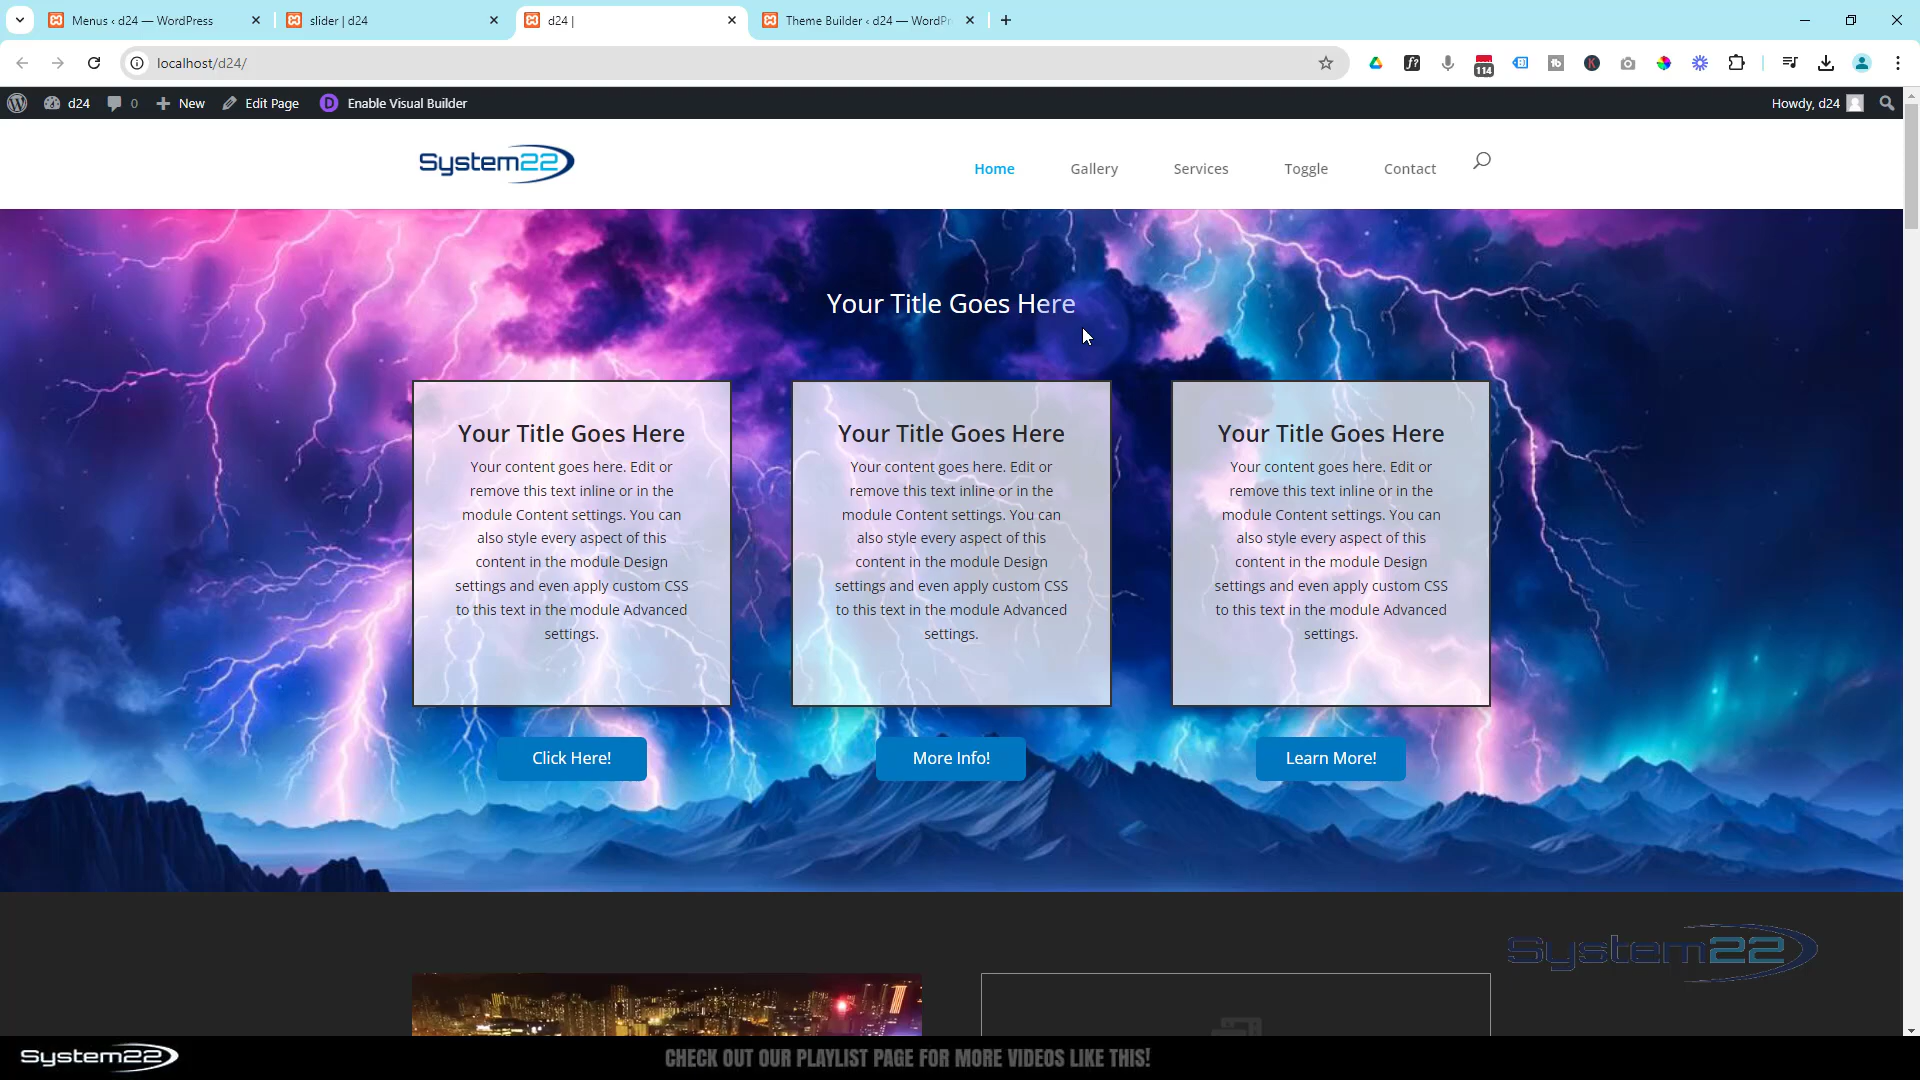 Menus ‹ d24 — WordPress
slider | d24
d24 |
Theme Builder ‹ d24 — WordPr
localhost/d24/
114
d24
0
New
Edit Page
D
Enable Visual Builder
Howdy, d24
System22
Home
Gallery
Services
Toggle
Contact
Your Title Goes Here
Your Title Goes Here
Your content goes here. Edit or
remove this text inline or in the
module Content settings. You can
also style every aspect of this
content in the module Design
settings and even apply custom CSS
to this text in the module Advanced
settings.
Click Here!
Your Title Goes Here
Your content goes here. Edit or
remove this text inline or in the
module Content settings. You can
also style every aspect of this
content in the module Design
settings and even apply custom CSS
to this text in the module Advanced
settings.
More Info!
Your Title Goes Here
Your content goes here. Edit or
remove this text inline or in the
module Content settings. You can
also style every aspect of this
content in the module Design
settings and even apply custom CSS
to this text in the module Advanced
settings.
Learn More!
System22
System22
CHECK OUT OUR PLAYLIST PAGE FOR MORE VIDEOS LIKE THIS!